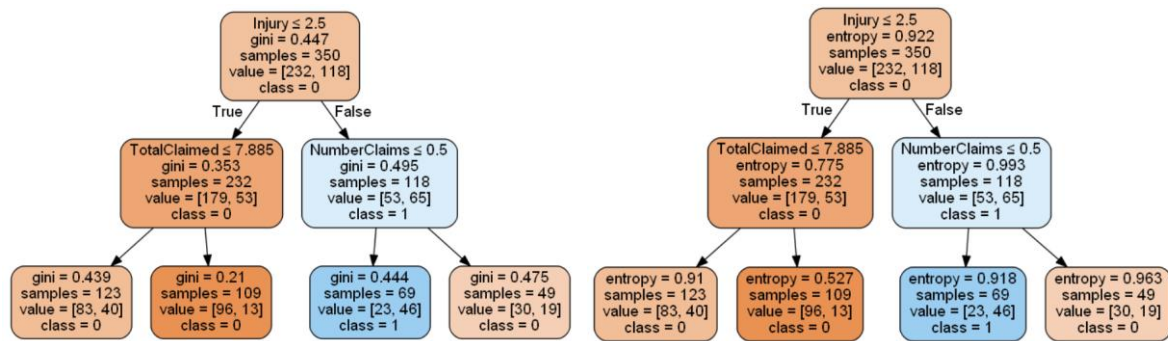 Injury ≤ 2.5
gini = 0.447
samples = 350
value = [232, 118]
class = 0
True
False
TotalClaimed ≤ 7.885
gini = 0.353
samples = 232
value = [179, 53]
class = 0
NumberClaims ≤ 0.5
gini = 0.495
samples = 118
value = [53, 65]
class = 1
gini = 0.439
samples = 123
value = [83, 40]
class = 0
gini = 0.21
samples = 109
value = [96, 13]
class = 0
gini = 0.444
samples = 69
value = [23, 46]
class = 1
gini = 0.475
samples = 49
value = [30, 19]
class = 0
Injury ≤ 2.5
entropy = 0.922
samples = 350
value = [232, 118]
class = 0
True
False
TotalClaimed ≤ 7.885
entropy = 0.775
samples = 232
value = [179, 53]
class = 0
NumberClaims ≤ 0.5
entropy = 0.993
samples = 118
value = [53, 65]
class = 1
entropy = 0.91
samples = 123
value = [83, 40]
class = 0
entropy = 0.527
samples = 109
value = [96, 13]
class = 0
entropy = 0.918
samples = 69
value = [23, 46]
class = 1
entropy = 0.963
samples = 49
value = [30, 19]
class = 0